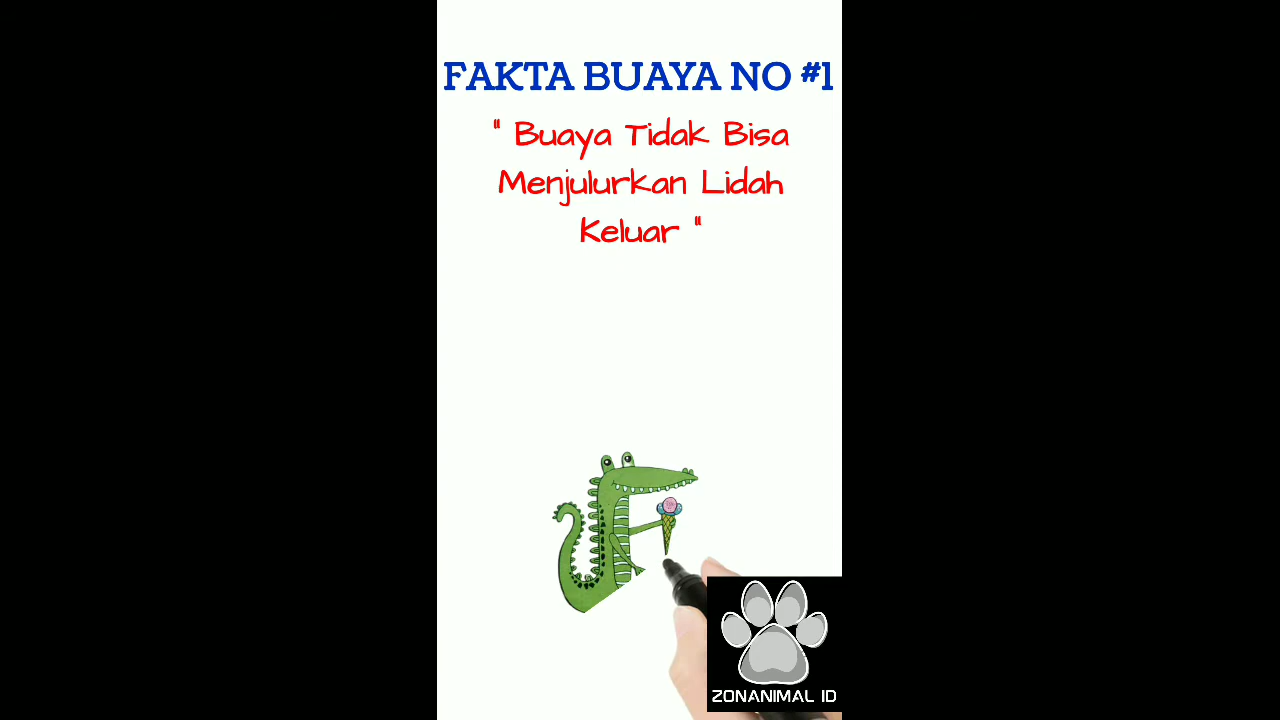 FAKTA BUAYA NO #1
" Buaya Tidak Bisa
Menjulurkan Lidah
Keluar "
ZONANIMAL ID